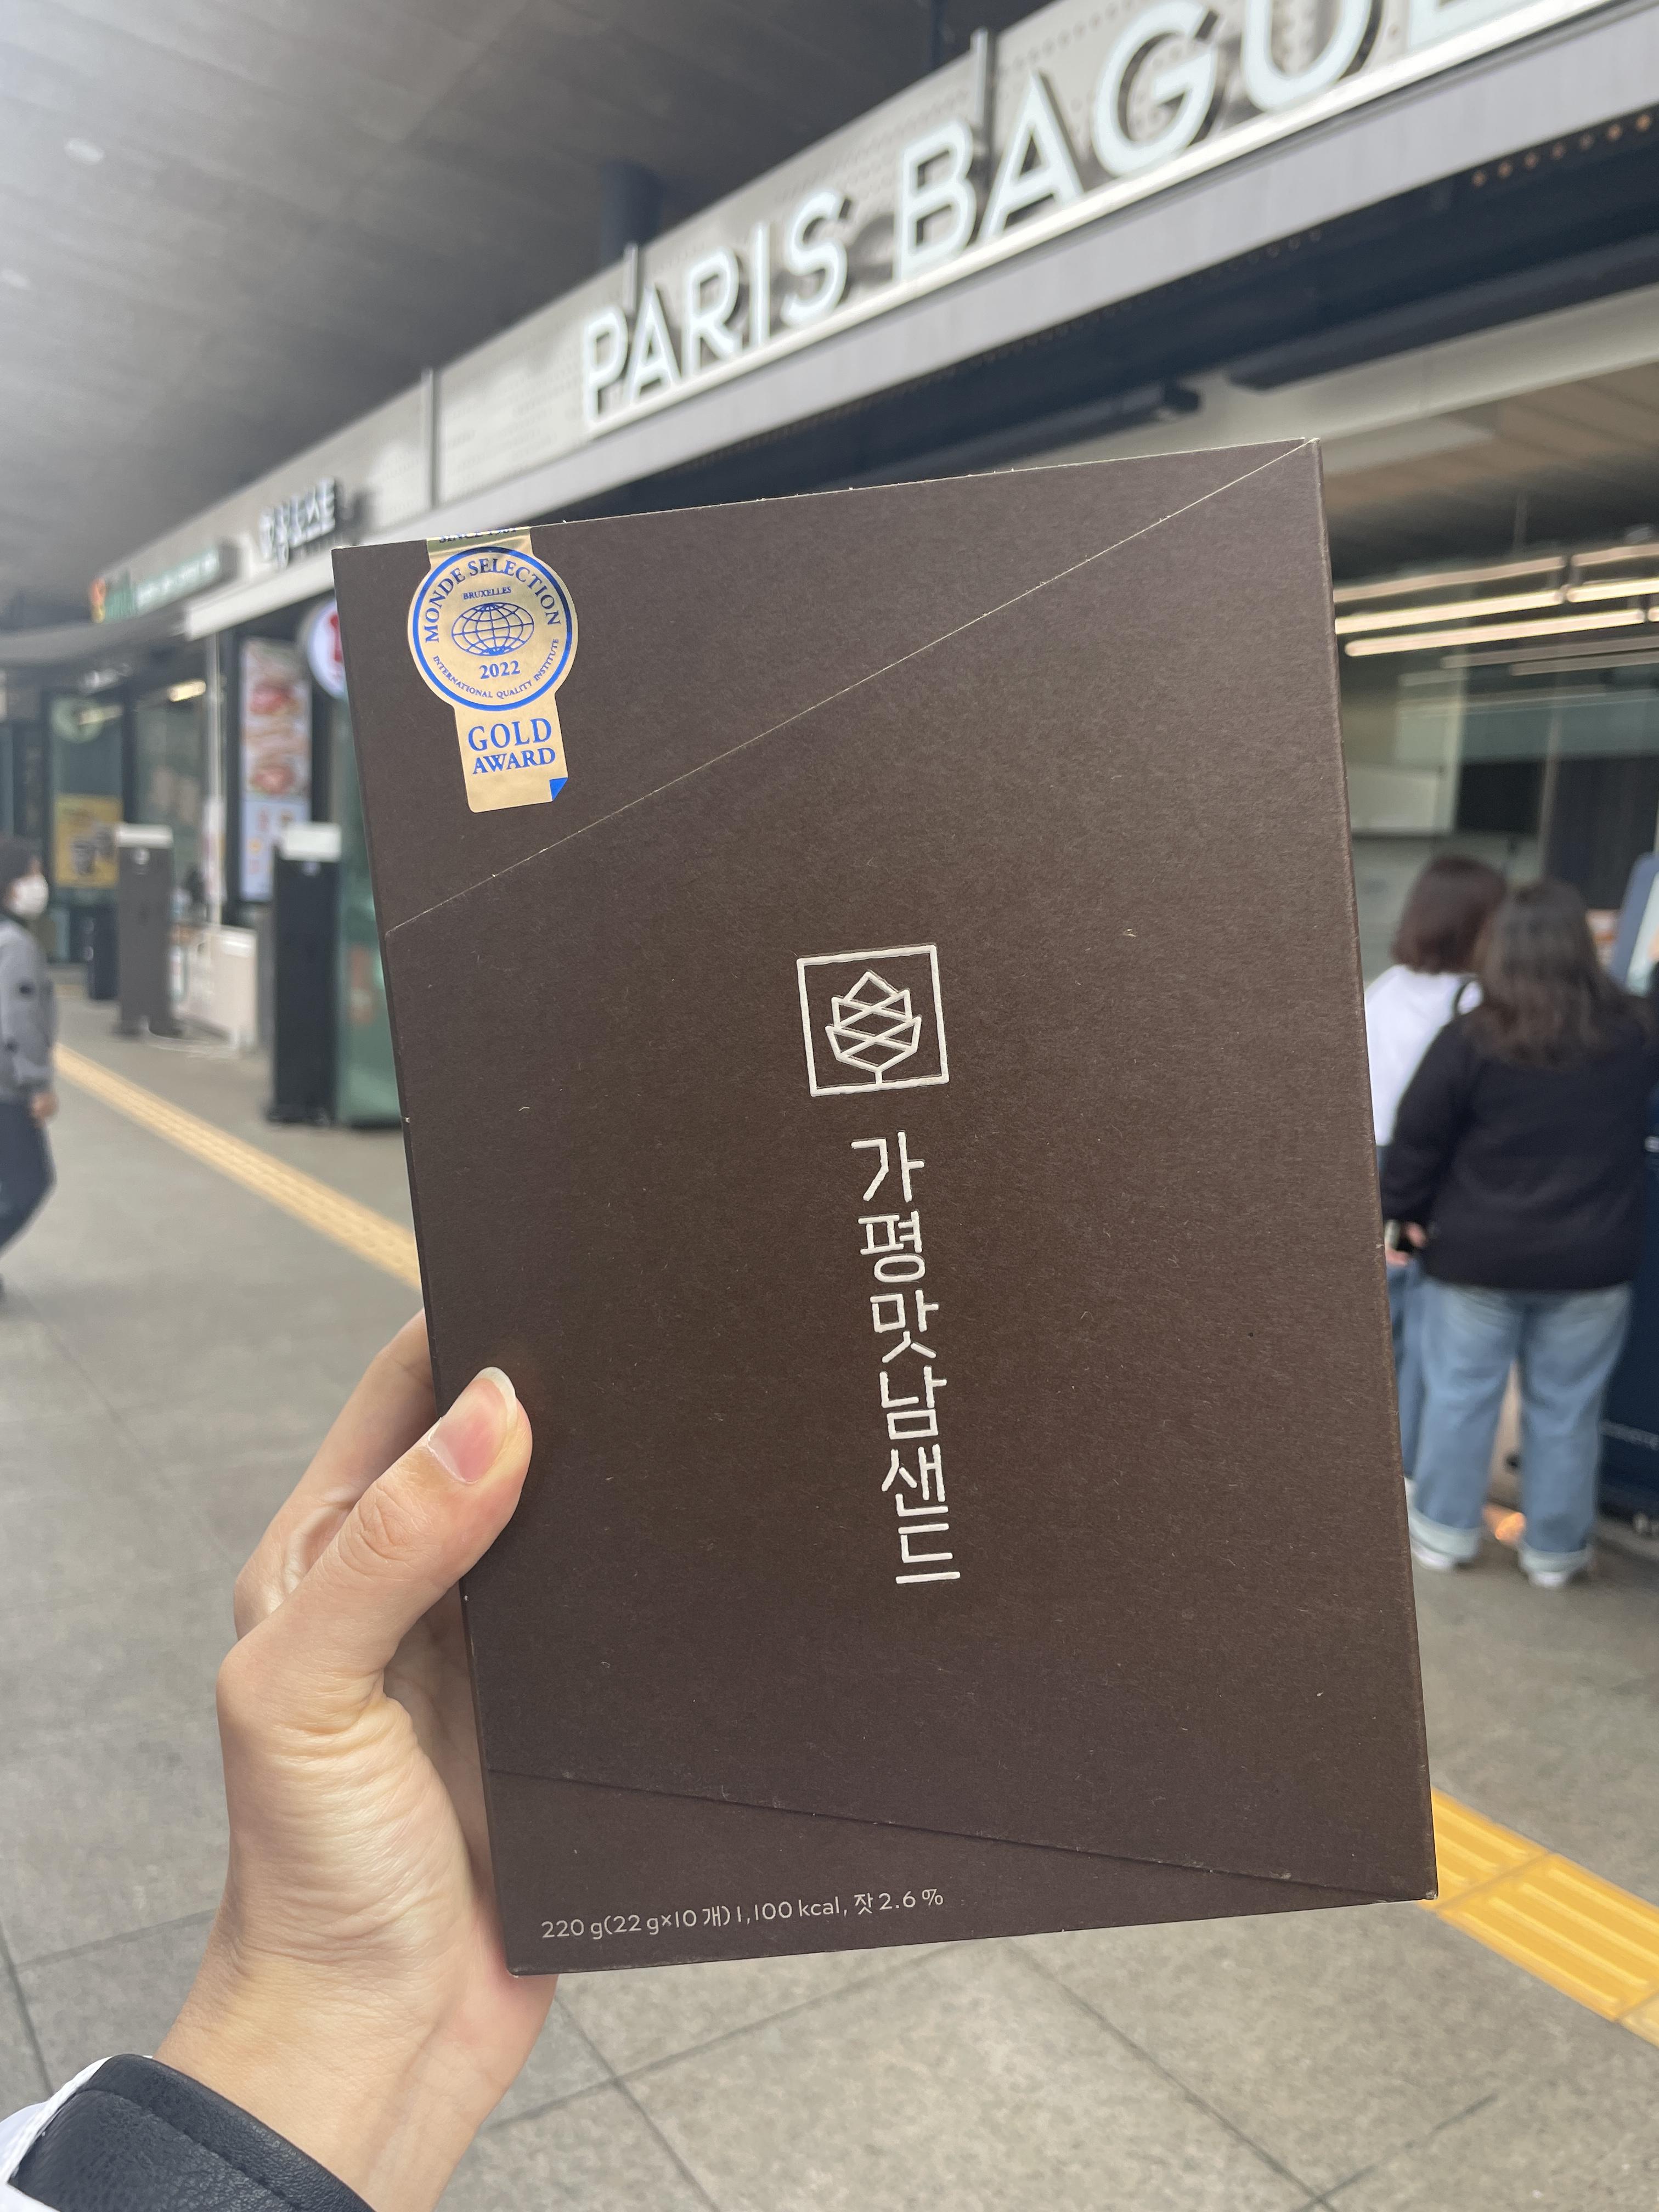 PARIS BAGUE
MONDE SELECTION
BRUXELLES
2022
INTERNATIONAL QUALITY INSTITUTE
GOLD
AWARD
가평맛남샌드
220 g(22 g×10 개) 1,100 kcal, 잣 2.6 %